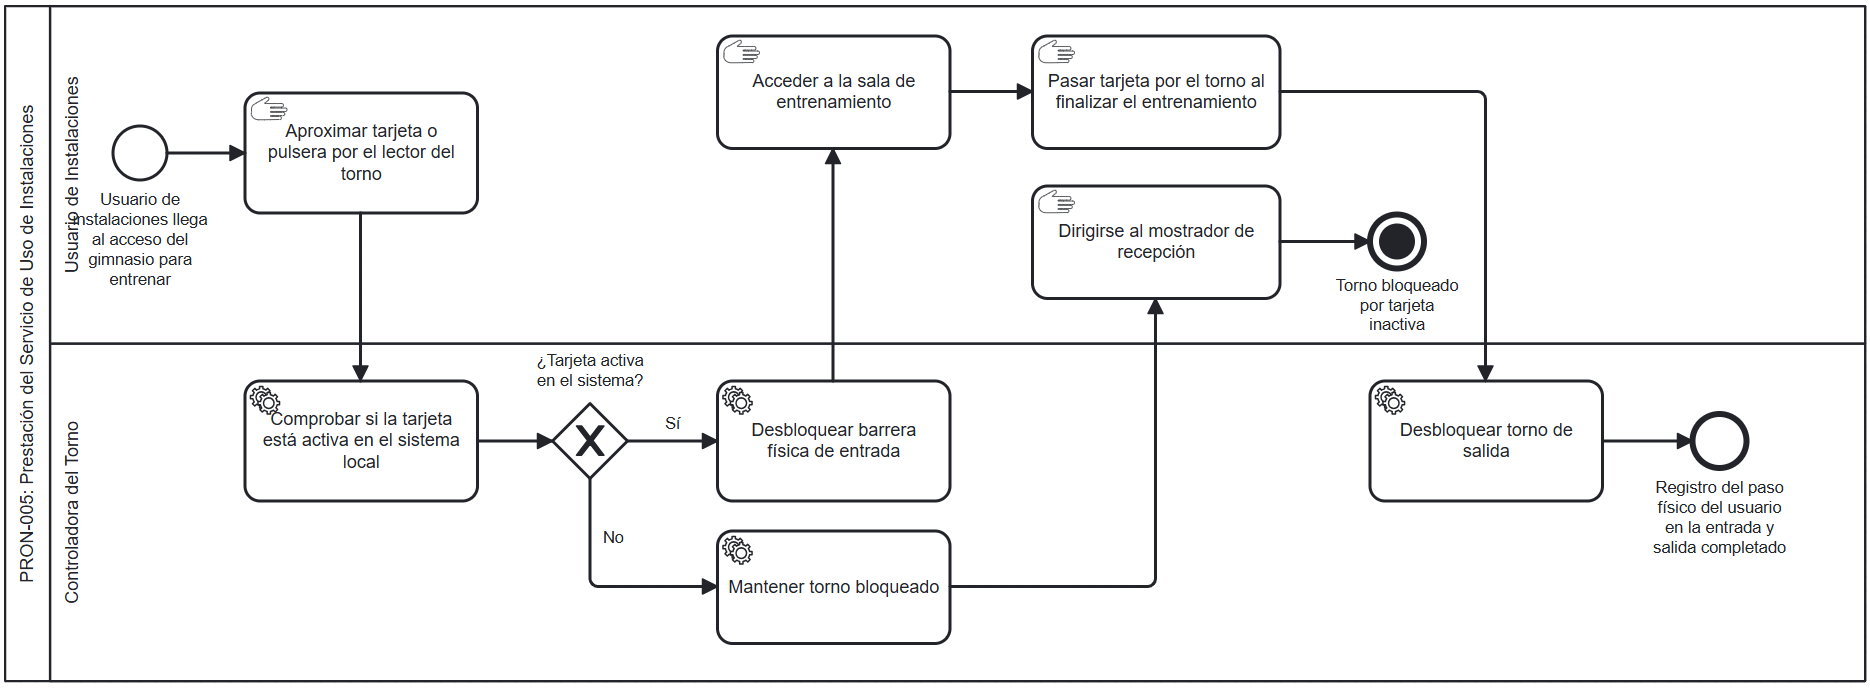 PRON-005: Prestación del Servicio de Uso de Instalaciones
Usuario de Instalaciones
Usuario de
instalaciones llega
al acceso del
gimnasio para
entrenar
Aproximar tarjeta o
pulsera por el lector del
torno
Acceder a la sala de
entrenamiento
Pasar tarjeta por el torno al
finalizar el entrenamiento
Dirigirse al mostrador de
recepción
Torno bloqueado
por tarjeta
inactiva
Controladora del Torno
Comprobar si la tarjeta
está activa en el sistema
local
¿Tarjeta activa
en el sistema?
Sí
No
Desbloquear barrera
física de entrada
Mantener torno bloqueado
Desbloquear torno de
salida
Registro del paso
físico del usuario
en la entrada y
salida completado